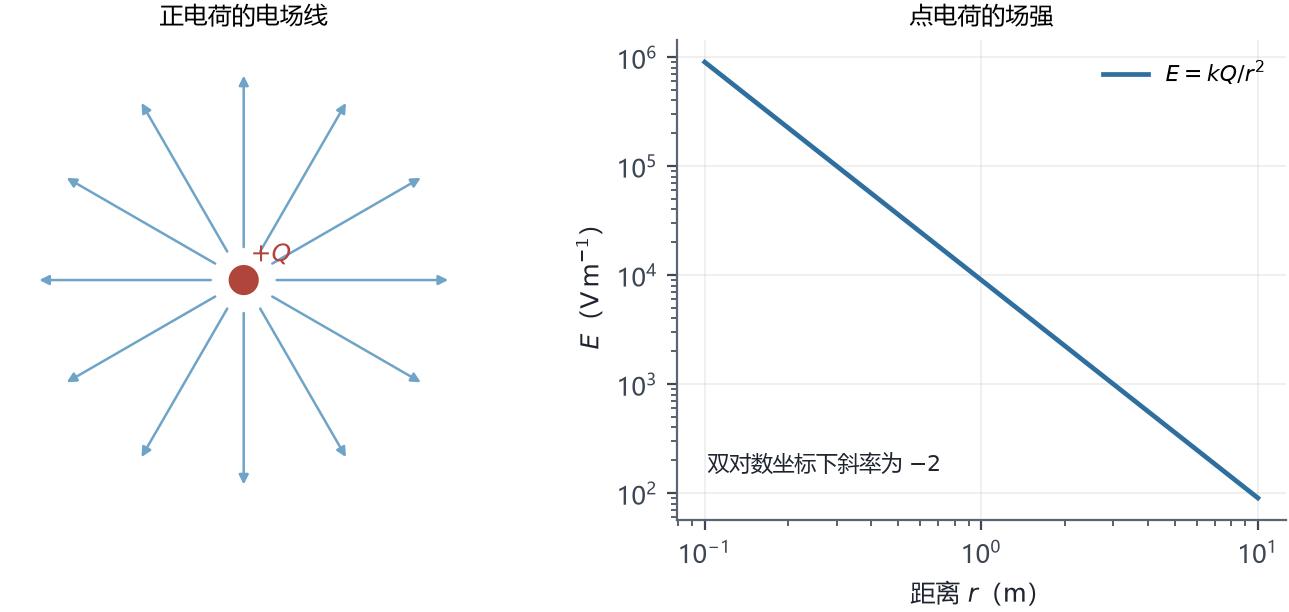 正电荷的电场线
+Q
点电荷的场强
E = kQ/r²
10⁶
10⁵
10⁴
10³
10²
E (V m⁻¹)
双对数坐标下斜率为 −2
10⁻¹ 10⁰ 10¹
距离 r（m）